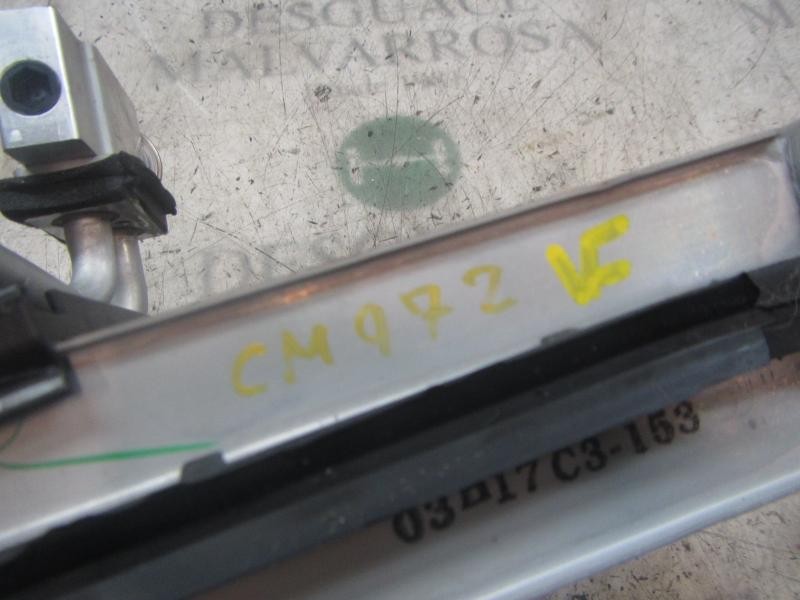 DESGUACE
MALVARROSA
CM972 VF
03B17C3-153